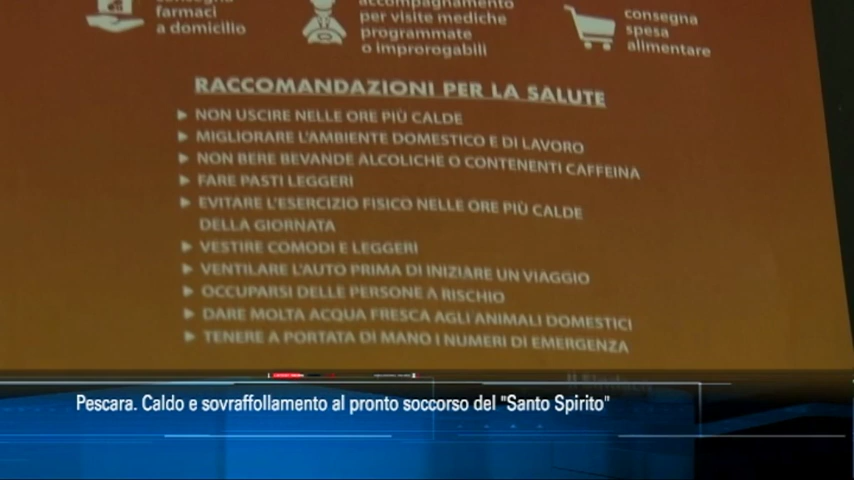 consegna
farmaci
a domicilio
accompagnamento
per visite mediche
programmate
o improrogabili
consegna
spesa
alimentare
RACCOMANDAZIONI PER LA SALUTE
NON USCIRE NELLE ORE PIÙ CALDE
MIGLIORARE L'AMBIENTE DOMESTICO E DI LAVORO
NON BERE BEVANDE ALCOLICHE O CONTENENTI CAFFEINA
FARE PASTI LEGGERI
EVITARE L'ESERCIZIO FISICO NELLE ORE PIÙ CALDE
DELLA GIORNATA
VESTIRE COMODI E LEGGERI
VENTILARE L'AUTO PRIMA DI INIZIARE UN VIAGGIO
OCCUPARSI DELLE PERSONE A RISCHIO
DARE MOLTA ACQUA FRESCA AGLI ANIMALI DOMESTICI
TENERE A PORTATA DI MANO I NUMERI DI EMERGENZA
Pescara. Caldo e sovraffollamento al pronto soccorso del "Santo Spirito"